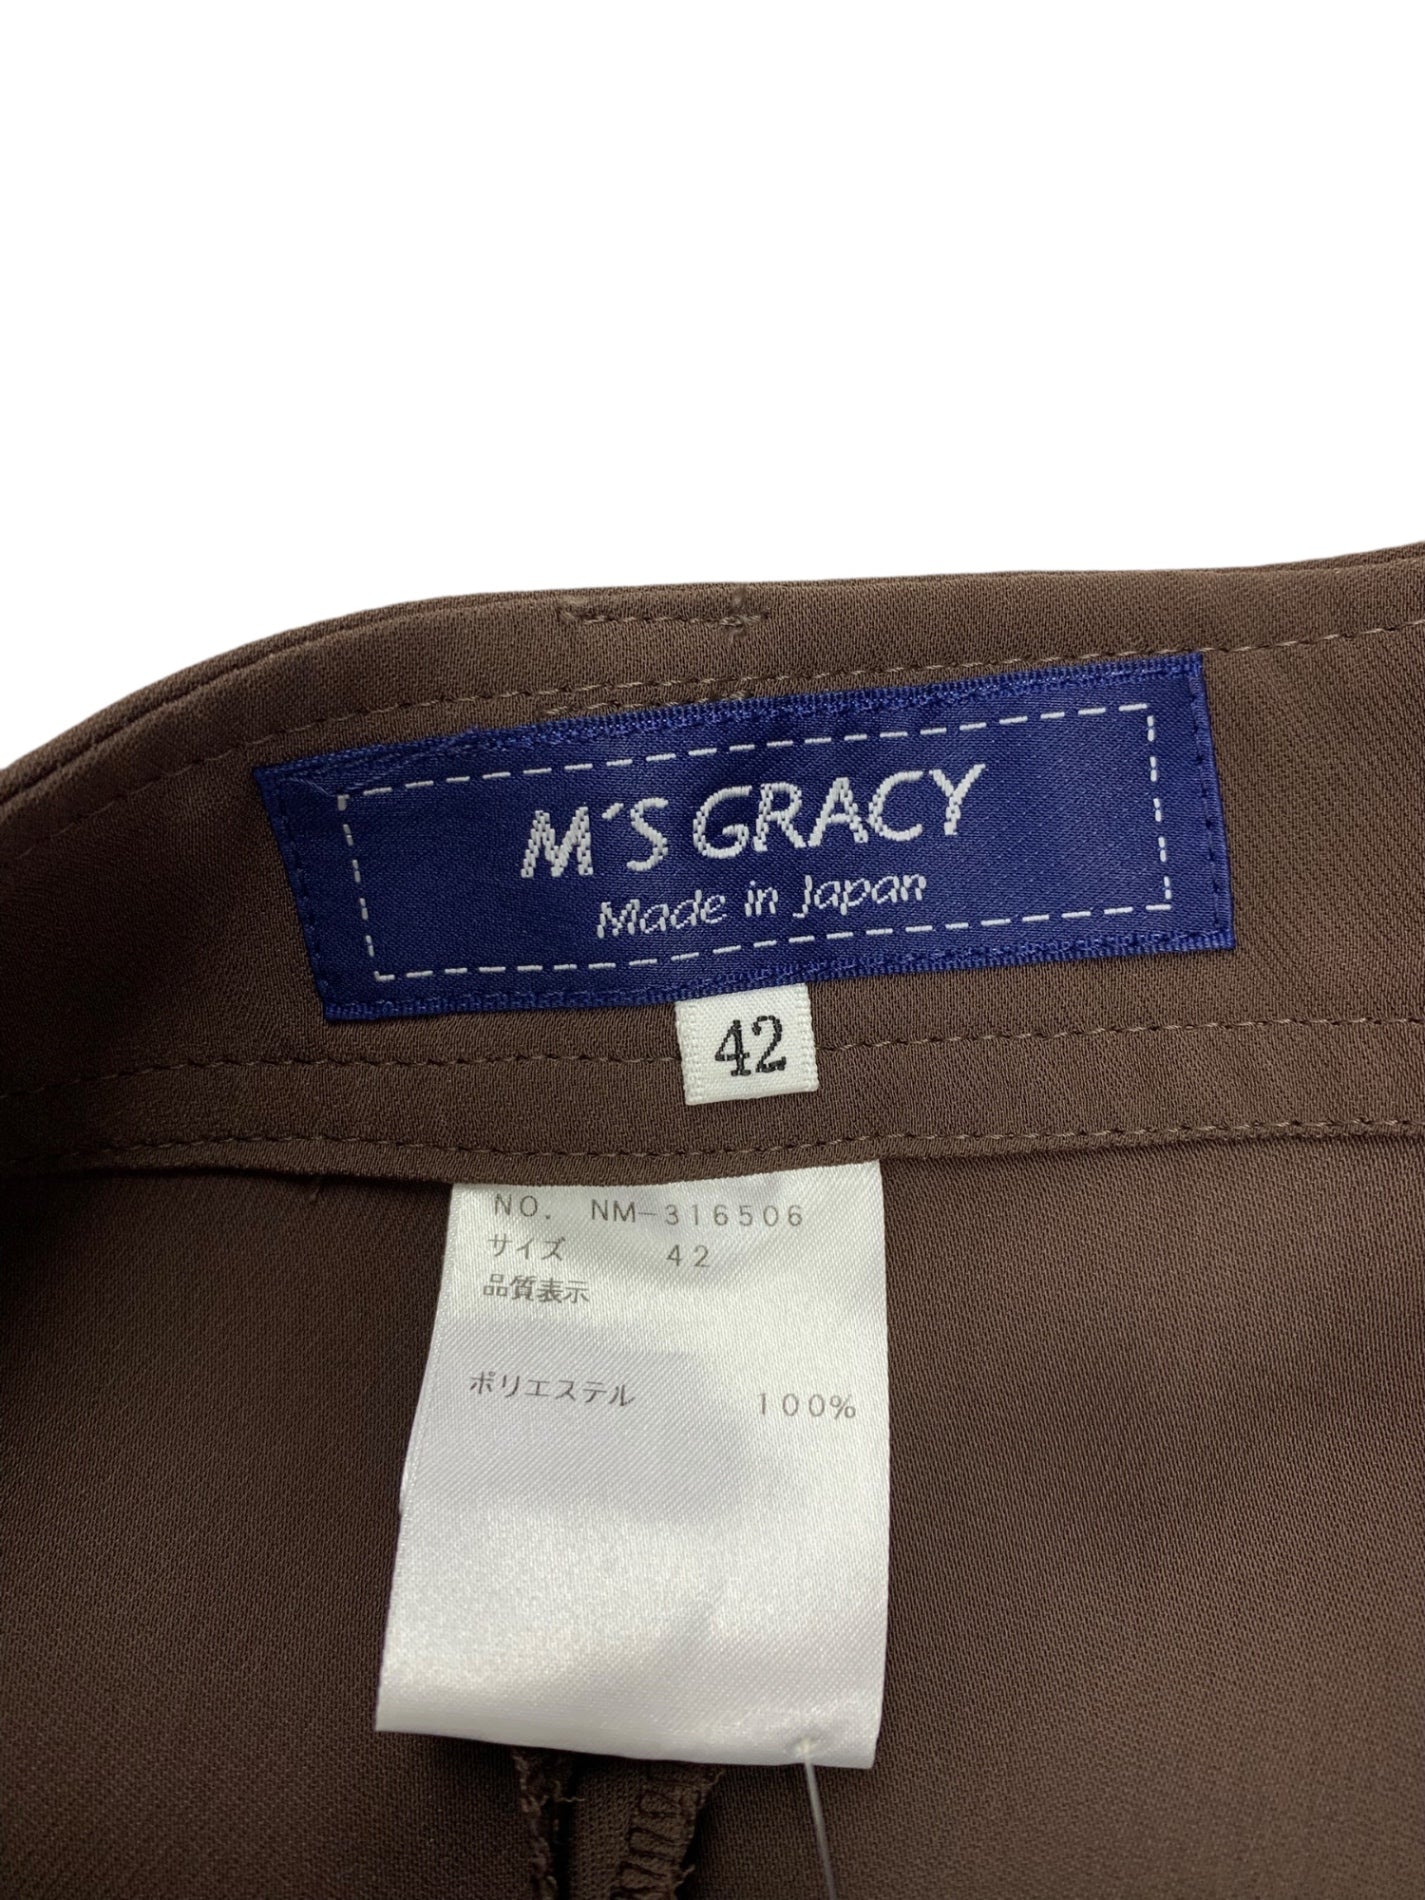 M'S GRACY
Made in Japan
42
NO. NM-316506
サイズ 42
品質表示
ポリエステル 100%